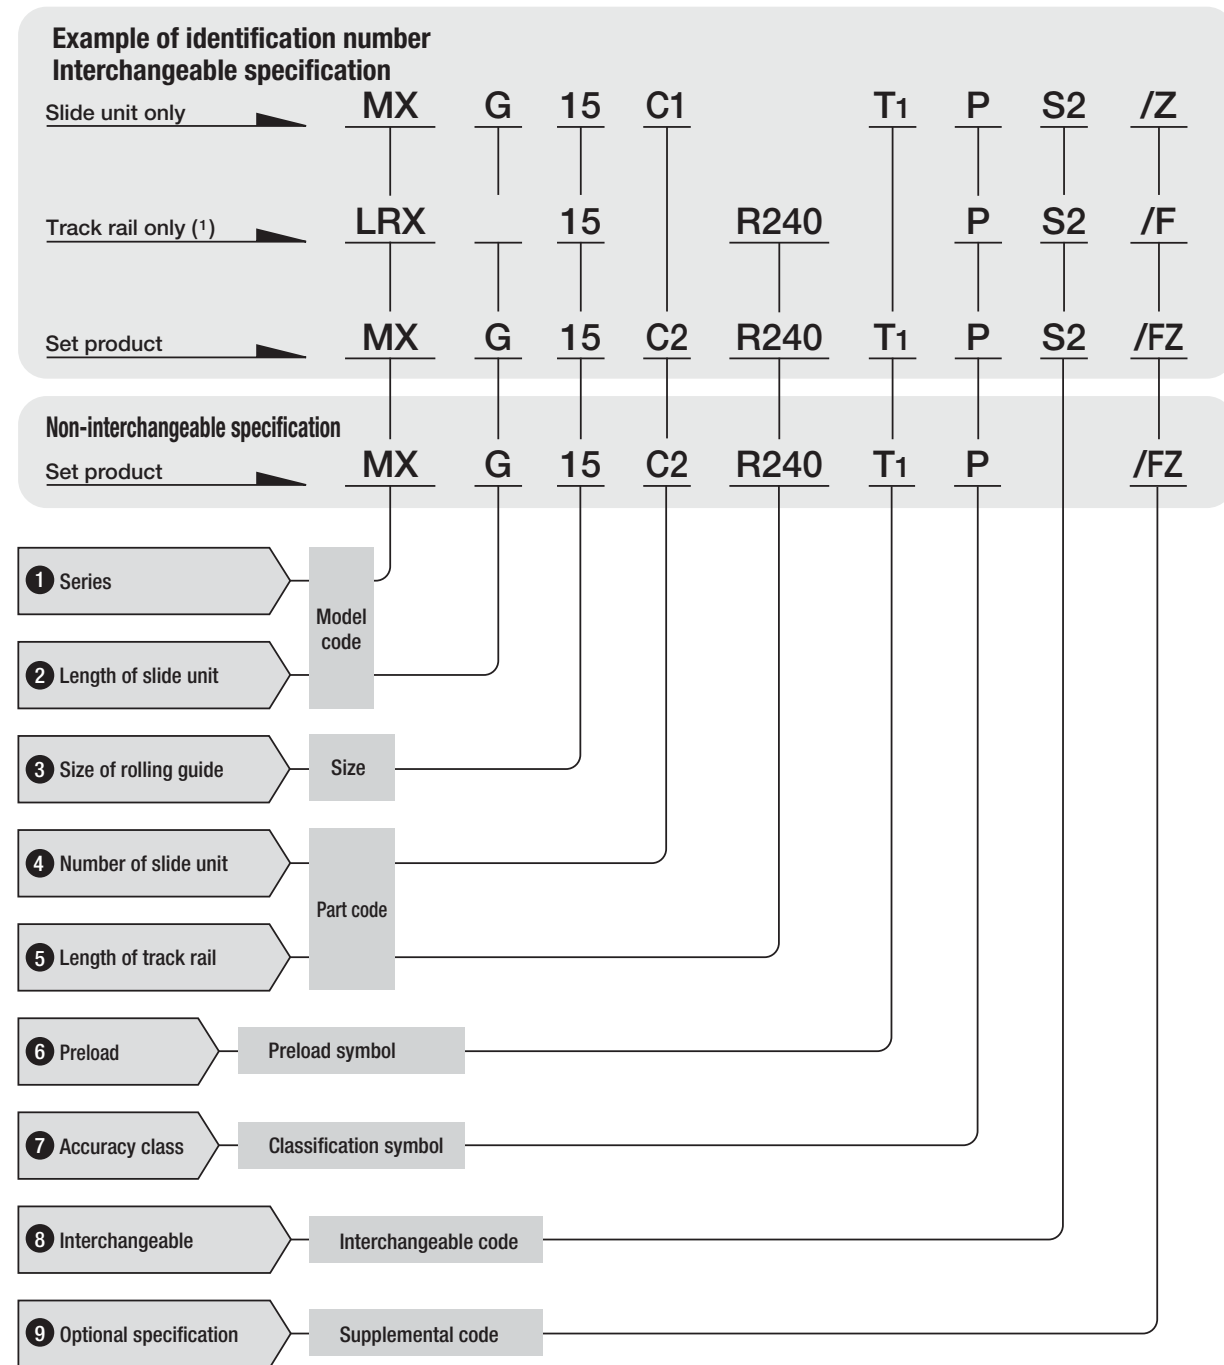 Example of identification number
Interchangeable specification
Slide unit only MX G 15 C1 T1 P S2 /Z
Track rail only (1) LRX 15 R240 P S2 /F
Set product MX G 15 C2 R240 T1 P S2 /FZ
Non-interchangeable specification
Set product MX G 15 C2 R240 T1 P /FZ
1 Series
Model
code
2 Length of slide unit
3 Size of rolling guide Size
4 Number of slide unit
Part code
5 Length of track rail
6 Preload Preload symbol
7 Accuracy class Classification symbol
8 Interchangeable Interchangeable code
9 Optional specification Supplemental code